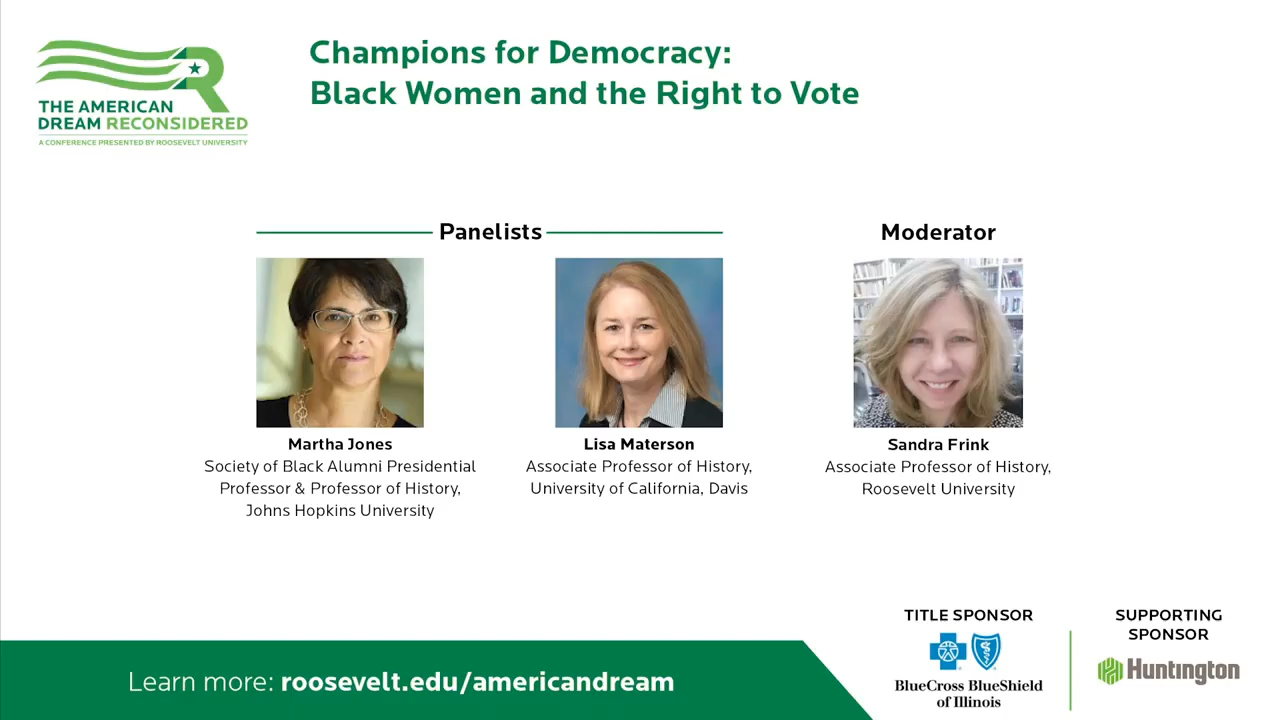 Champions for Democracy:
Black Women and the Right to Vote
THE AMERICAN
DREAM RECONSIDERED
A CONFERENCE PRESENTED BY ROOSEVELT UNIVERSITY
Panelists
Moderator
Martha Jones
Society of Black Alumni Presidential
Professor & Professor of History,
Johns Hopkins University
Lisa Materson
Associate Professor of History,
University of California, Davis
Sandra Frink
Associate Professor of History,
Roosevelt University
Learn more: roosevelt.edu/americandream
TITLE SPONSOR
BlueCross BlueShield
of Illinois
SUPPORTING
SPONSOR
Huntington